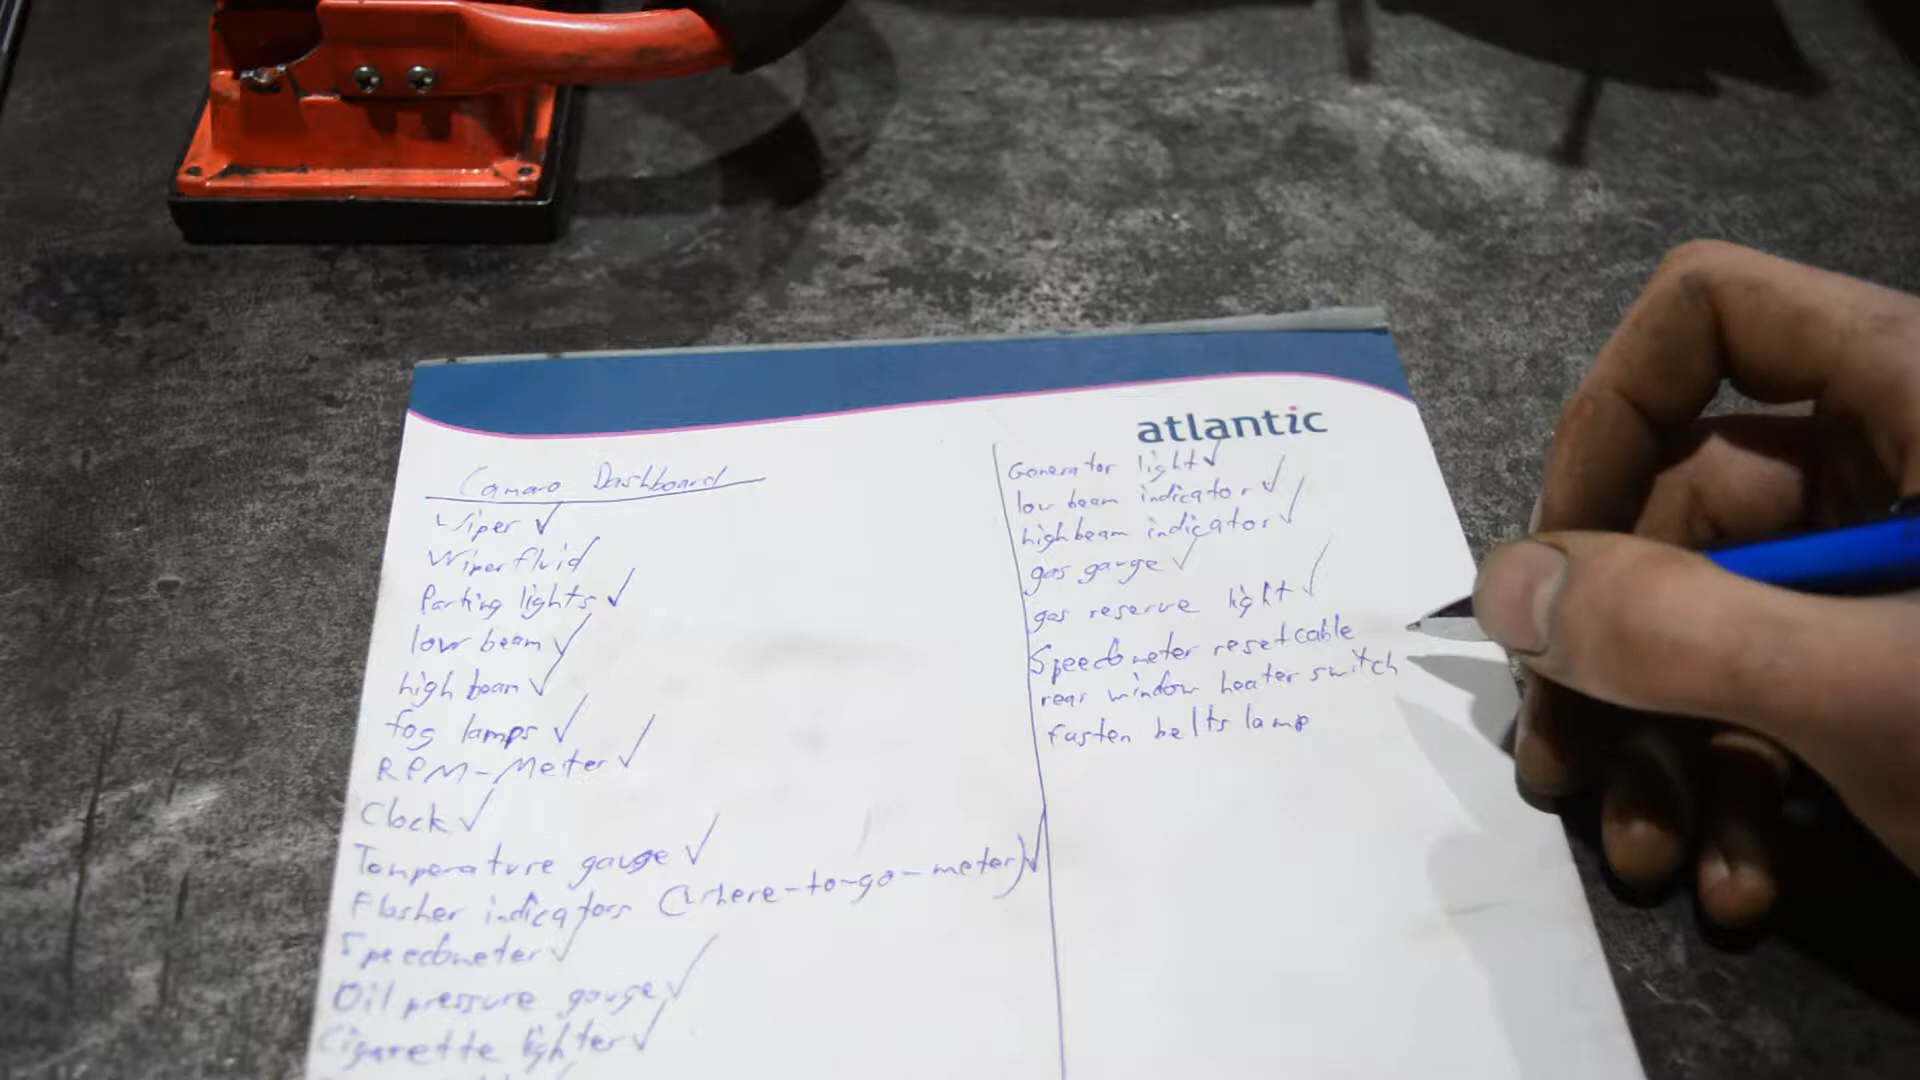 atlantic
Camaro Dashboard
Wiper ✓
Wiperfluid
Parking lights ✓
low beam ✓
high beam ✓
fog lamps ✓
RPM-Meter ✓
Clock ✓
Temperature gauge ✓
Flasher indicators (where-to-go-meter) ✓
Speedometer ✓
Oil pressure gauge ✓
Cigarette lighter ✓
Generator light ✓
low beam indicator ✓
highbeam indicator ✓
gas gauge ✓
gas reserve light ✓
Speedometer reset cable
rear window heater switch
fasten belts lamp